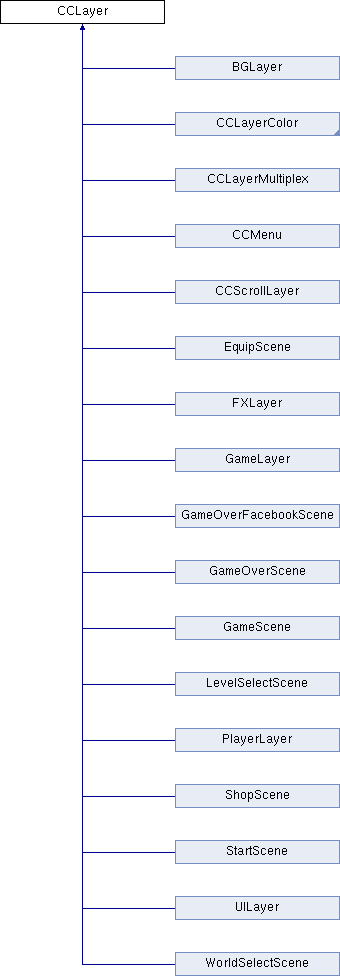 CCLayer
BGLayer
CCLayerColor
CCLayerMultiplex
CCMenu
CCScrollLayer
EquipScene
FXLayer
GameLayer
GameOverFacebookScene
GameOverScene
GameScene
LevelSelectScene
PlayerLayer
ShopScene
StartScene
UILayer
WorldSelectScene